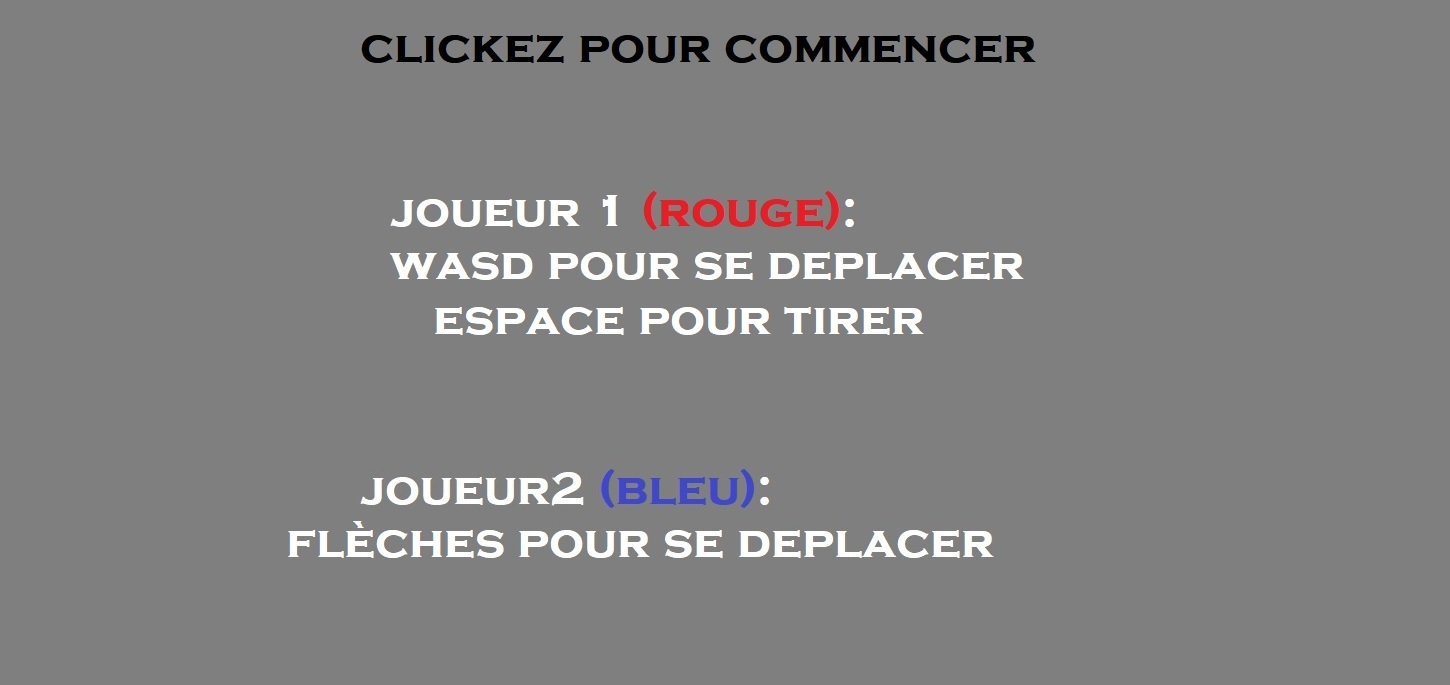 CLICKEZ POUR COMMENCER
JOUEUR 1 (ROUGE):
WASD POUR SE DEPLACER
ESPACE POUR TIRER
JOUEUR2 (BLEU):
FLÈCHES POUR SE DEPLACER